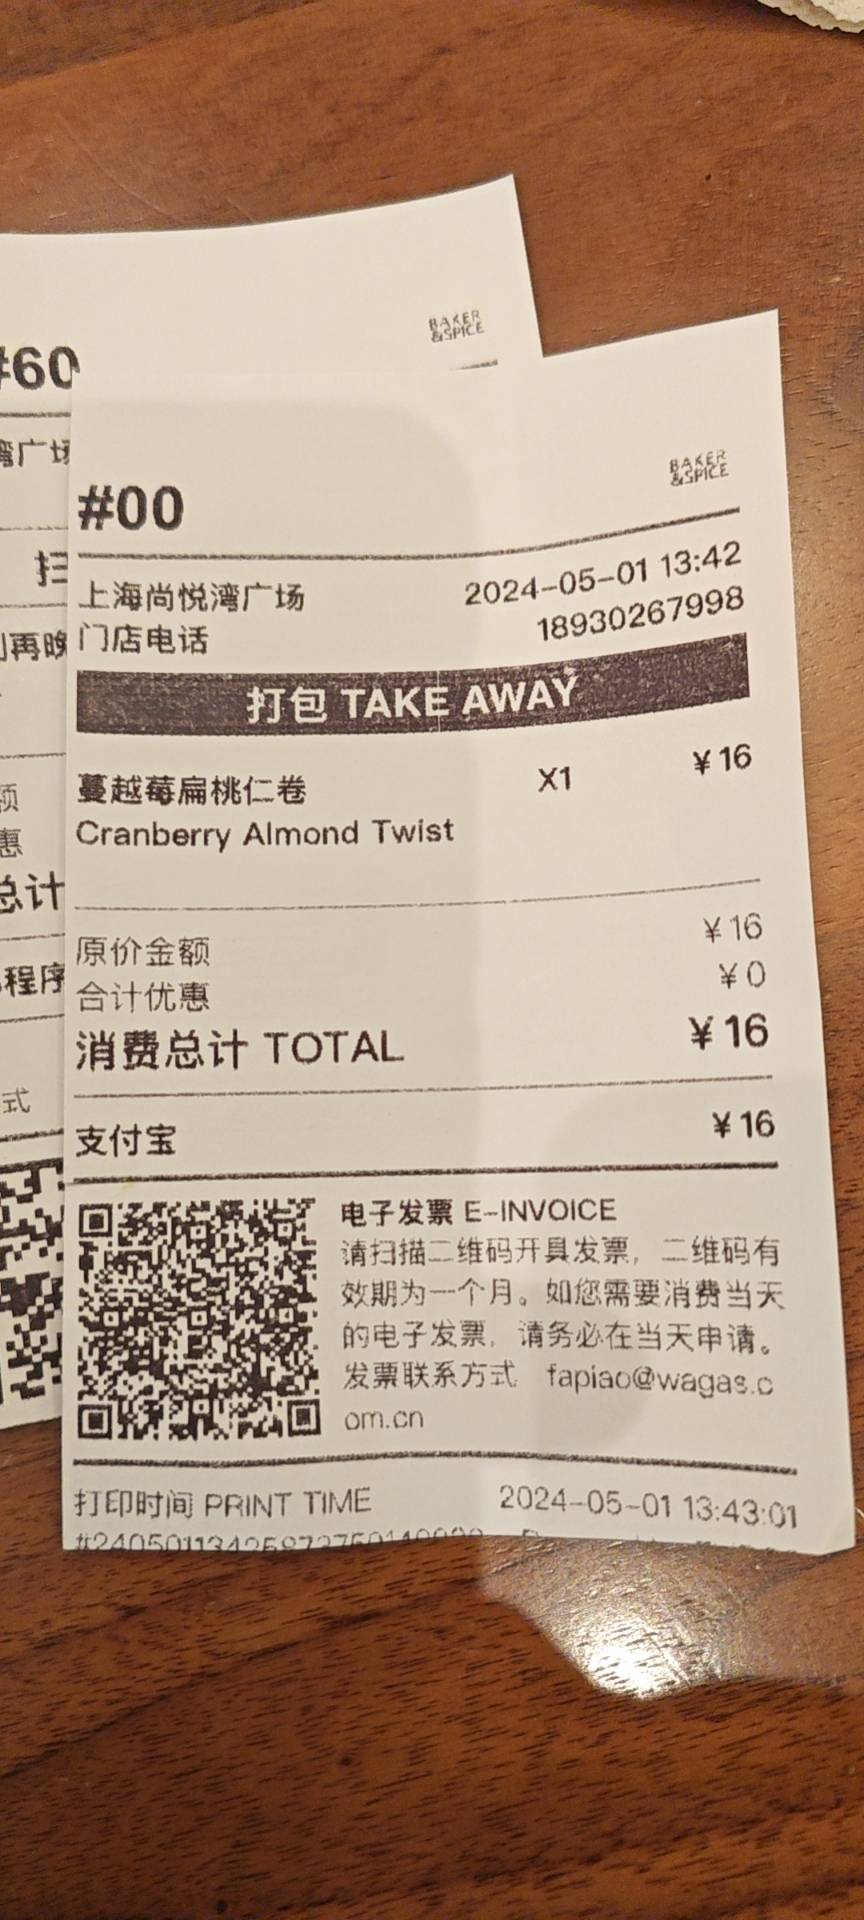 #60
BAKER
&SPICE
湾广场
扫
再晚
额
惠
总计
程序
式
BAKER
&SPICE
#00
上海尚悦湾广场 2024-05-01 13:42
门店电话 18930267998
打包 TAKE AWAY
蔓越莓扁桃仁卷 X1 ¥16
Cranberry Almond Twist
原价金额 ¥16
合计优惠 ¥0
消费总计 TOTAL ¥16
支付宝 ¥16
电子发票 E-INVOICE
请扫描二维码开具发票，二维码有
效期为一个月。如您需要消费当天
的电子发票，请务必在当天申请。
发票联系方式 fapiao@wagas.c
om.cn
打印时间 PRINT TIME 2024-05-01 13:43:01